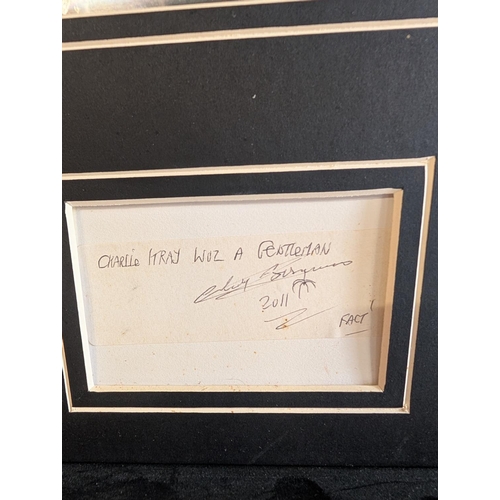 CHARLIE KRAY WUZ A GENTLEMAN
2011
FACT!